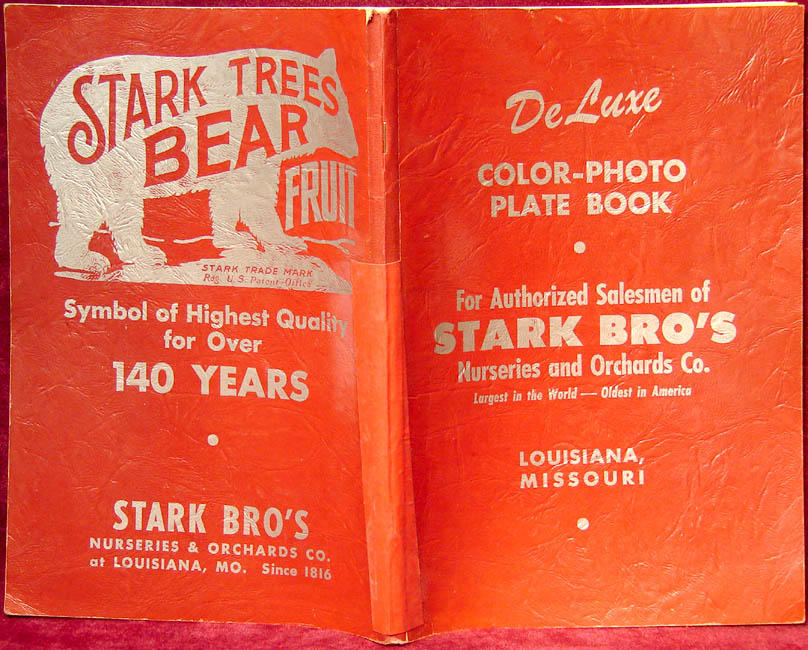 STARK TREES
BEAR
FRUIT
STARK TRADE MARK
Reg. U.S. Patent Office
Symbol of Highest Quality
for Over
140 YEARS
STARK BRO'S
NURSERIES & ORCHARDS CO.
at LOUISIANA, MO. Since 1816
De Luxe
COLOR-PHOTO
PLATE BOOK
For Authorized Salesmen of
STARK BRO'S
Nurseries and Orchards Co.
Largest in the World — Oldest in America
LOUISIANA,
MISSOURI